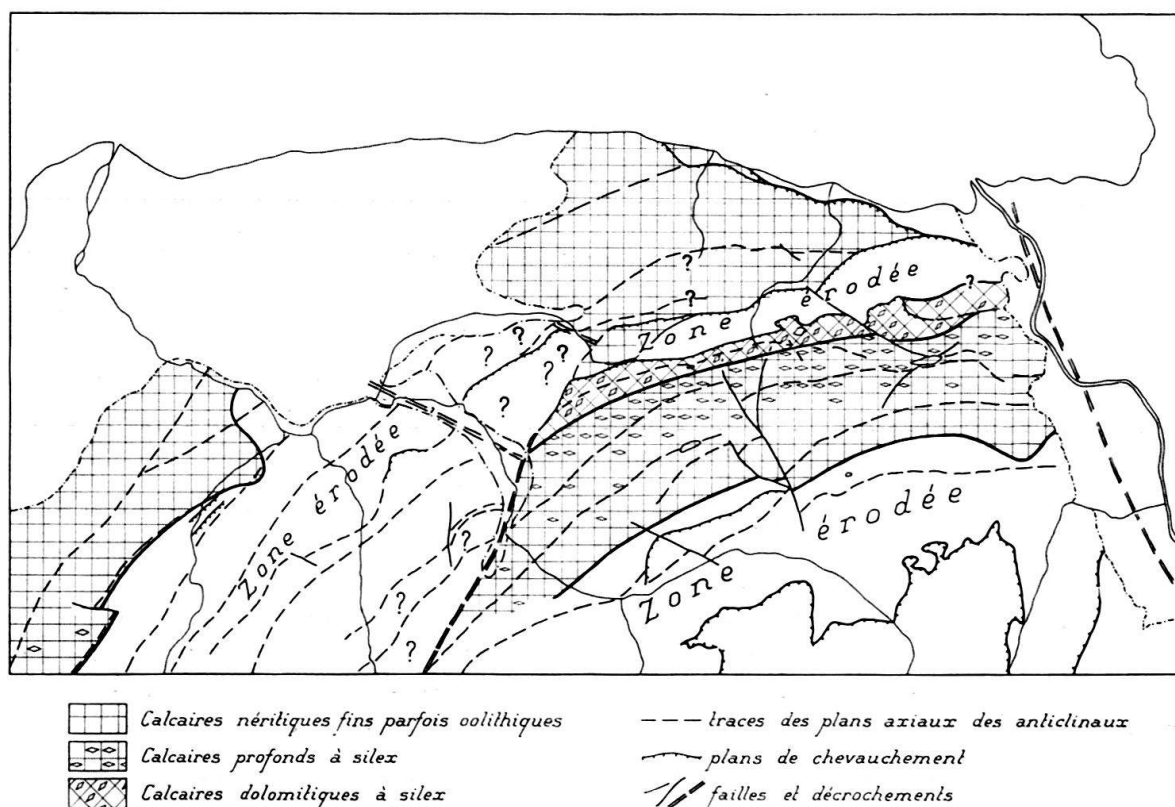 ?
?
Zone érodée
?
? ? ?
? ?
?
Zone érodée
Zone érodée
?
?
?
Calcaires néritiques fins parfois oolithiques
Calcaires profonds à silex
Calcaires dolomitiques à silex
traces des plans axiaux des anticlinaux
plans de chevauchement
failles et décrochements